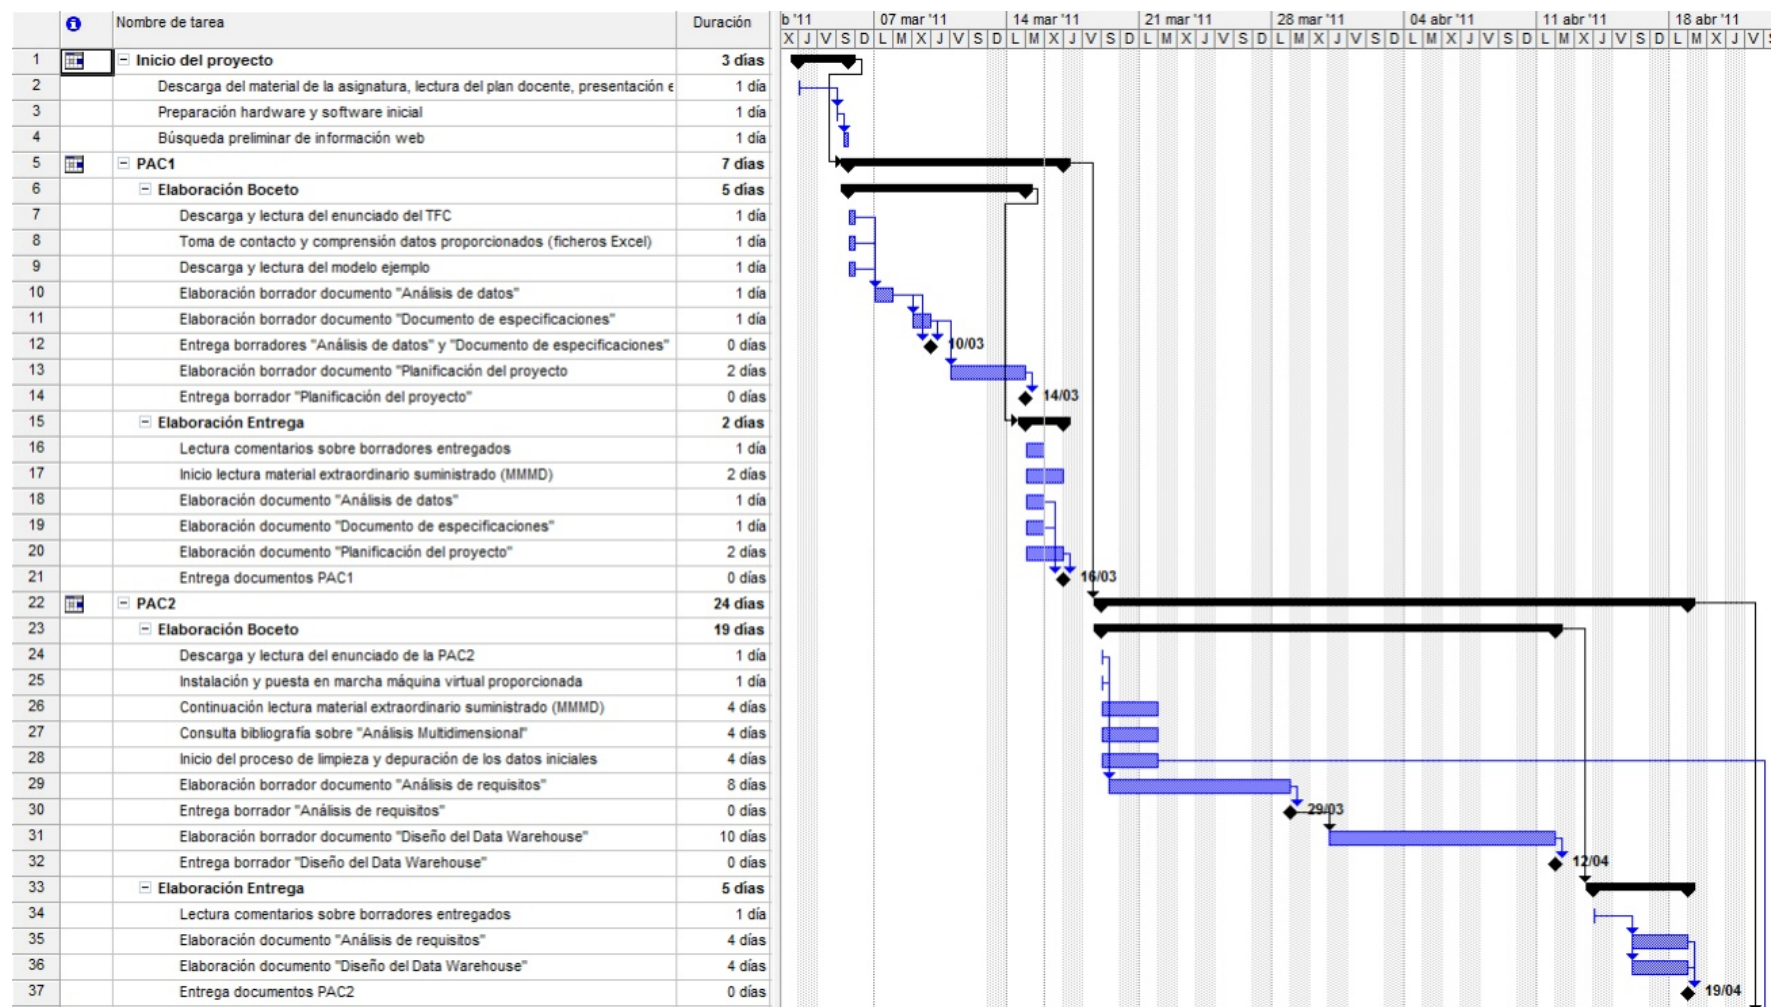 Nombre de tarea Duración b '11 07 mar '11 14 mar '11 21 mar '11 28 mar '11 04 abr '11 11 abr '11 18 abr '11
X J V S D L M X J V S D L M X J V S D L M X J V S D L M X J V S D L M X J V S D L M X J V S D L M X J V S
1 Inicio del proyecto 3 días
2 Descarga del material de la asignatura, lectura del plan docente, presentación e 1 día
3 Preparación hardware y software inicial 1 día
4 Búsqueda preliminar de información web 1 día
5 PAC1 7 días
6 Elaboración Boceto 5 días
7 Descarga y lectura del enunciado del TFC 1 día
8 Toma de contacto y comprensión datos proporcionados (ficheros Excel) 1 día
9 Descarga y lectura del modelo ejemplo 1 día
10 Elaboración borrador documento "Análisis de datos" 1 día
11 Elaboración borrador documento "Documento de especificaciones" 1 día
12 Entrega borradores "Análisis de datos" y "Documento de especificaciones" 0 días 10/03
13 Elaboración borrador documento "Planificación del proyecto 2 días
14 Entrega borrador "Planificación del proyecto" 0 días 14/03
15 Elaboración Entrega 2 días
16 Lectura comentarios sobre borradores entregados 1 día
17 Inicio lectura material extraordinario suministrado (MMMD) 2 días
18 Elaboración documento "Análisis de datos" 1 día
19 Elaboración documento "Documento de especificaciones" 1 día
20 Elaboración documento "Planificación del proyecto" 2 días
21 Entrega documentos PAC1 0 días 16/03
22 PAC2 24 días
23 Elaboración Boceto 19 días
24 Descarga y lectura del enunciado de la PAC2 1 día
25 Instalación y puesta en marcha máquina virtual proporcionada 1 día
26 Continuación lectura material extraordinario suministrado (MMMD) 4 días
27 Consulta bibliografía sobre "Análisis Multidimensional" 4 días
28 Inicio del proceso de limpieza y depuración de los datos iniciales 4 días
29 Elaboración borrador documento "Análisis de requisitos" 8 días
30 Entrega borrador "Análisis de requisitos" 0 días 29/03
31 Elaboración borrador documento "Diseño del Data Warehouse" 10 días
32 Entrega borrador "Diseño del Data Warehouse" 0 días 12/04
33 Elaboración Entrega 5 días
34 Lectura comentarios sobre borradores entregados 1 día
35 Elaboración documento "Análisis de requisitos" 4 días
36 Elaboración documento "Diseño del Data Warehouse" 4 días
37 Entrega documentos PAC2 0 días 19/04